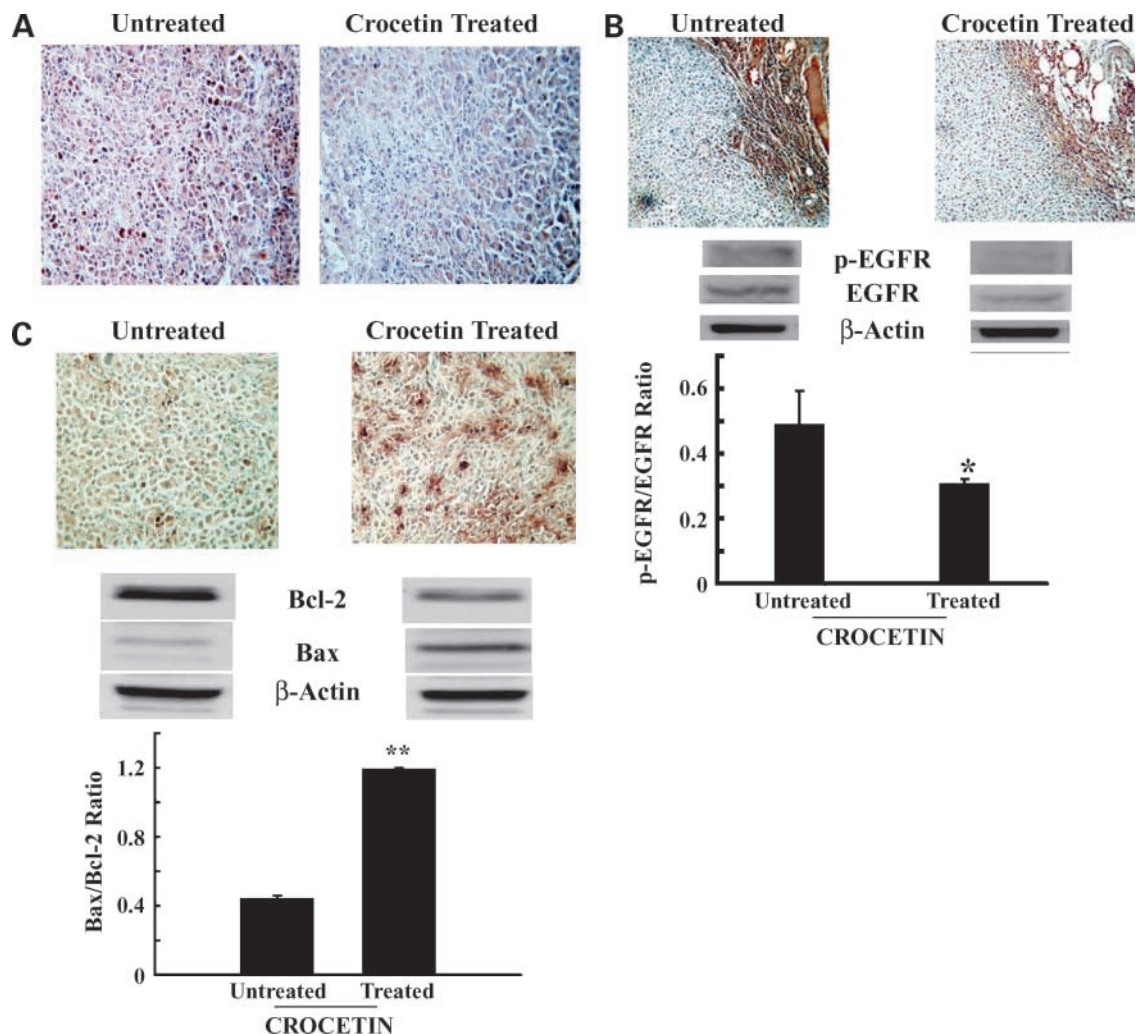 A
Untreated
Crocetin Treated
B
Untreated
Crocetin Treated
p-EGFR
EGFR
β-Actin
0.6
0.4
0.2
0
p-EGFR/EGFR Ratio
*
Untreated
Treated
CROCETIN
C
Untreated
Crocetin Treated
Bcl-2
Bax
β-Actin
1.2
0.8
0.4
0
Bax/Bcl-2 Ratio
**
Untreated
Treated
CROCETIN